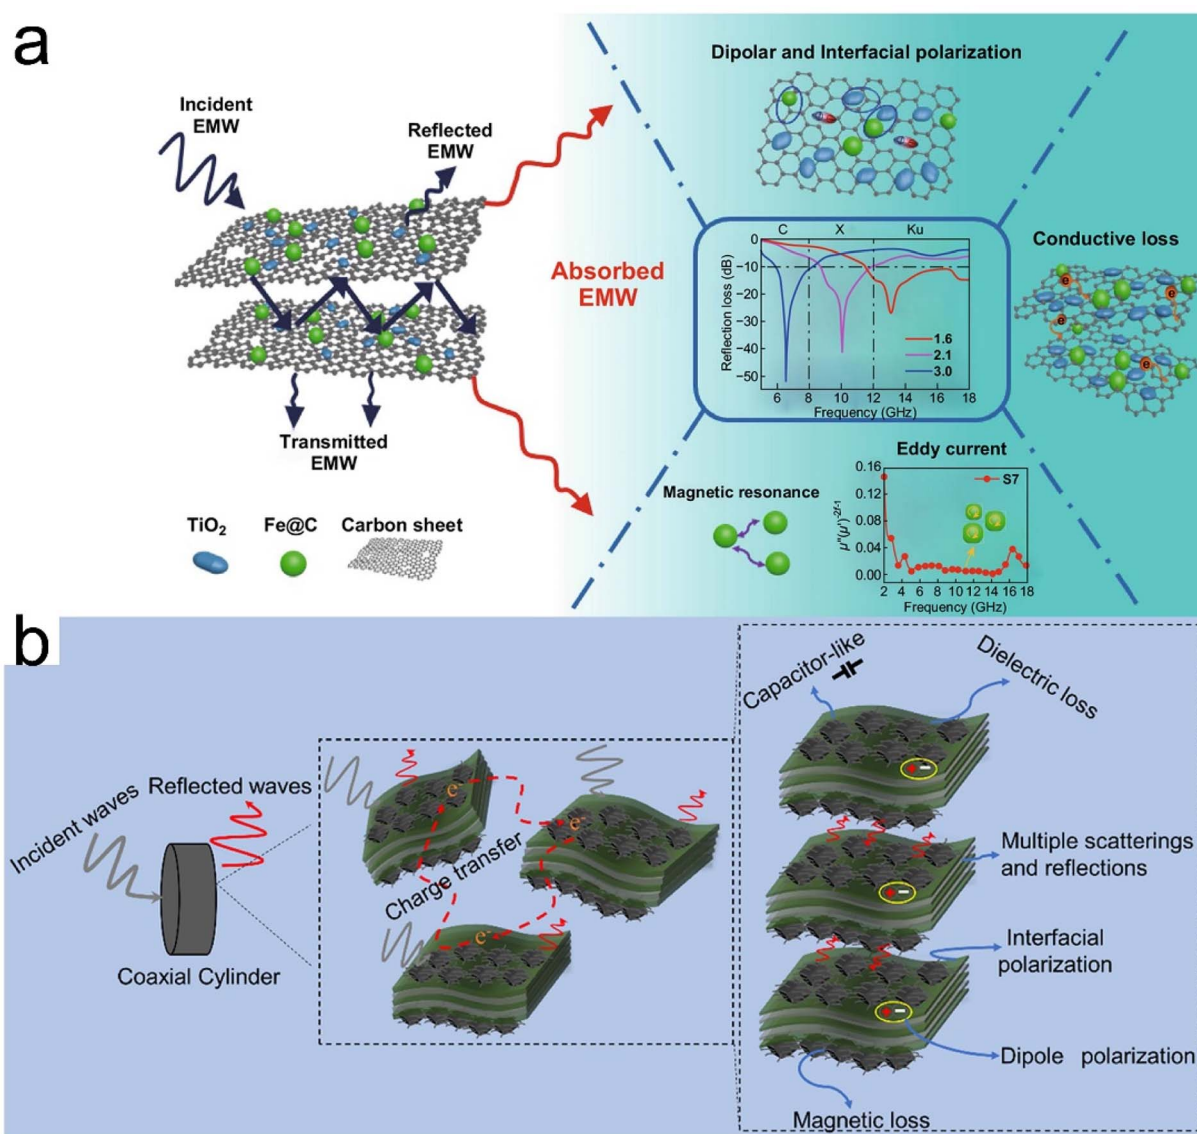 a
Incident
EMW
Reflected
EMW
Absorbed
EMW
Transmitted
EMW
TiO₂
Fe@C
Carbon sheet
Dipolar and Interfacial polarization
C X Ku
Reflection loss (dB)
0
−10
−20
−30
−40
−50
1.6
2.1
3.0
6 8 10 12 14 16 18
Frequency (GHz)
Conductive loss
e
e
e
e
Magnetic resonance
Eddy current
μ''(μ')⁻²f⁻¹
0.16
0.12
0.08
0.04
0.00
S7
2 4 6 8 10 12 14 16 18
Frequency (GHz)
b
Incident waves
Reflected waves
Coaxial Cylinder
Charge transfer
e⁻
e⁻
e⁻
Capacitor-like
Dielectric loss
Multiple scatterings
and reflections
Interfacial
polarization
Dipole polarization
Magnetic loss